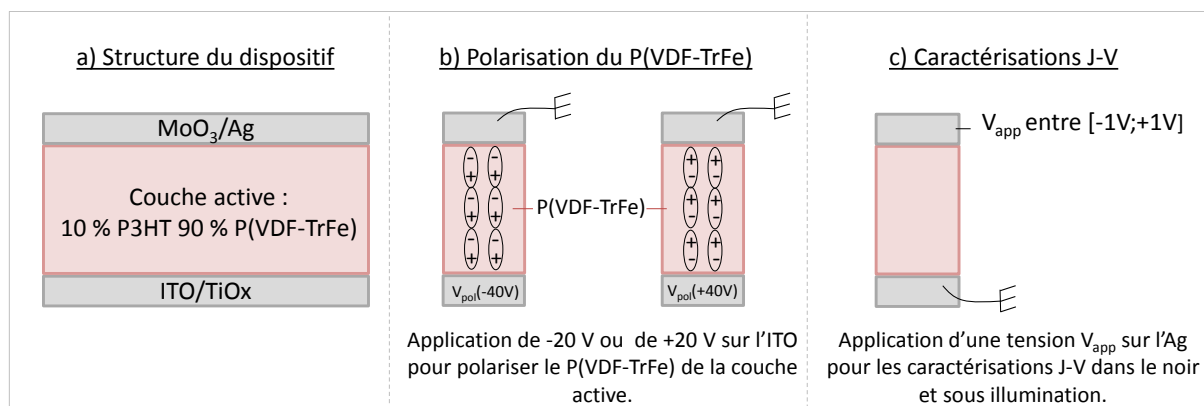 a) Structure du dispositif
MoO3/Ag
Couche active :
10 % P3HT 90 % P(VDF-TrFe)
ITO/TiOx
b) Polarisation du P(VDF-TrFe)
- - + +
+ + - -
- - + +
+ + - -
- - + +
+ + - -
P(VDF-TrFe)
Vpol(-40V) Vpol(+40V)
Application de -20 V ou de +20 V sur l'ITO
pour polariser le P(VDF-TrFe) de la couche
active.
c) Caractérisations J-V
Vapp entre [-1V;+1V]
Application d'une tension Vapp sur l'Ag
pour les caractérisations J-V dans le noir
et sous illumination.